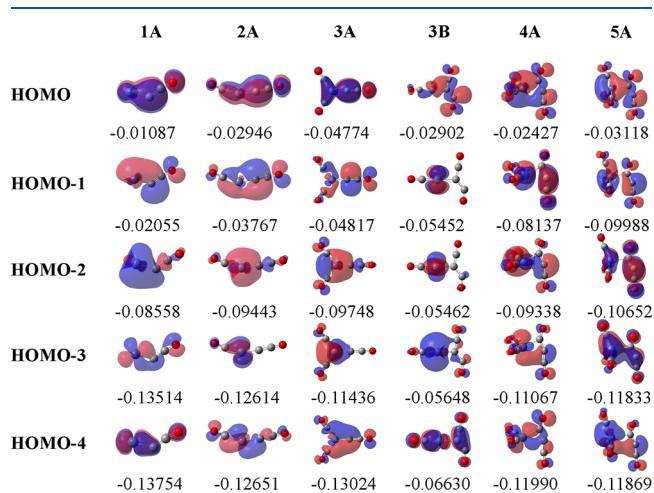 1A 2A 3A 3B 4A 5A
HOMO
-0.01087 -0.02946 -0.04774 -0.02902 -0.02427 -0.03118
HOMO-1
-0.02055 -0.03767 -0.04817 -0.05452 -0.08137 -0.09988
HOMO-2
-0.08558 -0.09443 -0.09748 -0.05462 -0.09338 -0.10652
HOMO-3
-0.13514 -0.12614 -0.11436 -0.05648 -0.11067 -0.11833
HOMO-4
-0.13754 -0.12651 -0.13024 -0.06630 -0.11990 -0.11869